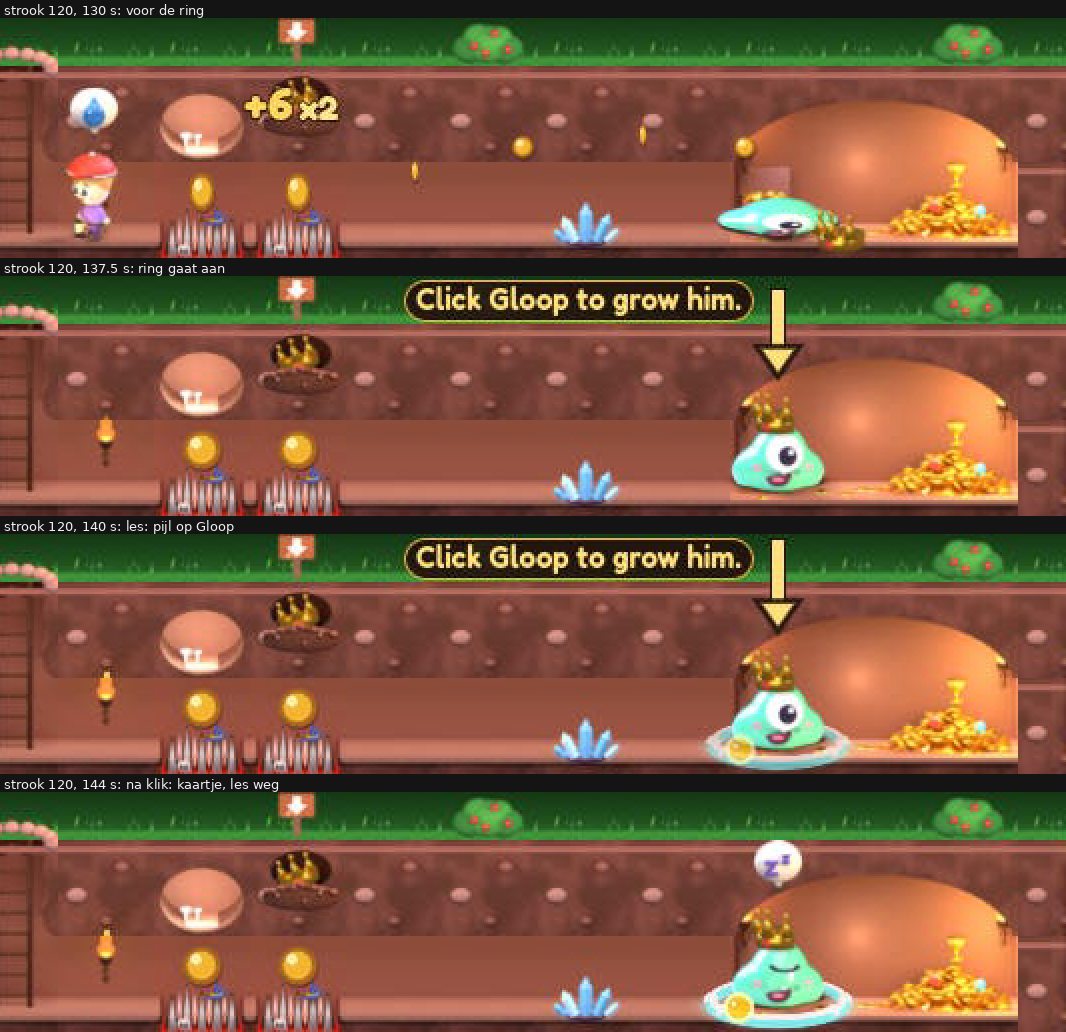 strook 120, 130 s: voor de ring
+6 x2
strook 120, 137.5 s: ring gaat aan
Click Gloop to grow him.
strook 120, 140 s: les: pijl op Gloop
Click Gloop to grow him.
strook 120, 144 s: na klik: kaartje, les weg
z z